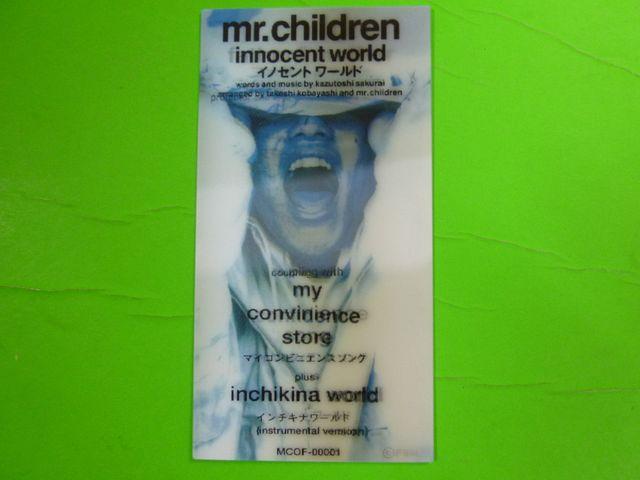 mr.children
innocent world
イノセント ワールド
words and music by kazutoshi sakurai
arranged by takeshi kobayashi and mr.children
coupling with
my
convinience
store
マイコンビニエンスソング
plus
inchikina world
インチキナワールド
(instrumental version)
MCOF-00001